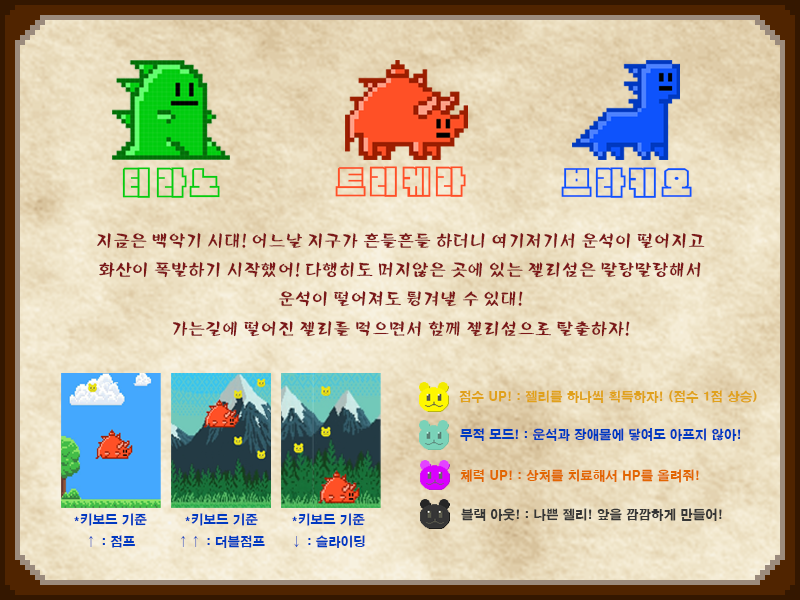 티라노
트리케라
브라키오
지금은 백악기 시대! 어느날 지구가 흔들흔들 하더니 여기저기서 운석이 떨어지고
화산이 폭발하기 시작했어! 다행히도 머지않은 곳에 있는 젤리섬은 말랑말랑해서
운석이 떨어져도 튕겨낼 수 있대!
가는길에 떨어진 젤리를 먹으면서 함께 젤리섬으로 탈출하자!
*키보드 기준
↑ : 점프
*키보드 기준
↑ ↑ : 더블점프
*키보드 기준
↓ : 슬라이딩
점수 UP! : 젤리를 하나씩 획득하자! (점수 1점 상승)
무적 모드! : 운석과 장애물에 닿여도 아프지 않아!
체력 UP! : 상처를 치료해서 HP를 올려줘!
블랙 아웃! : 나쁜 젤리! 앞을 깜깜하게 만들어!